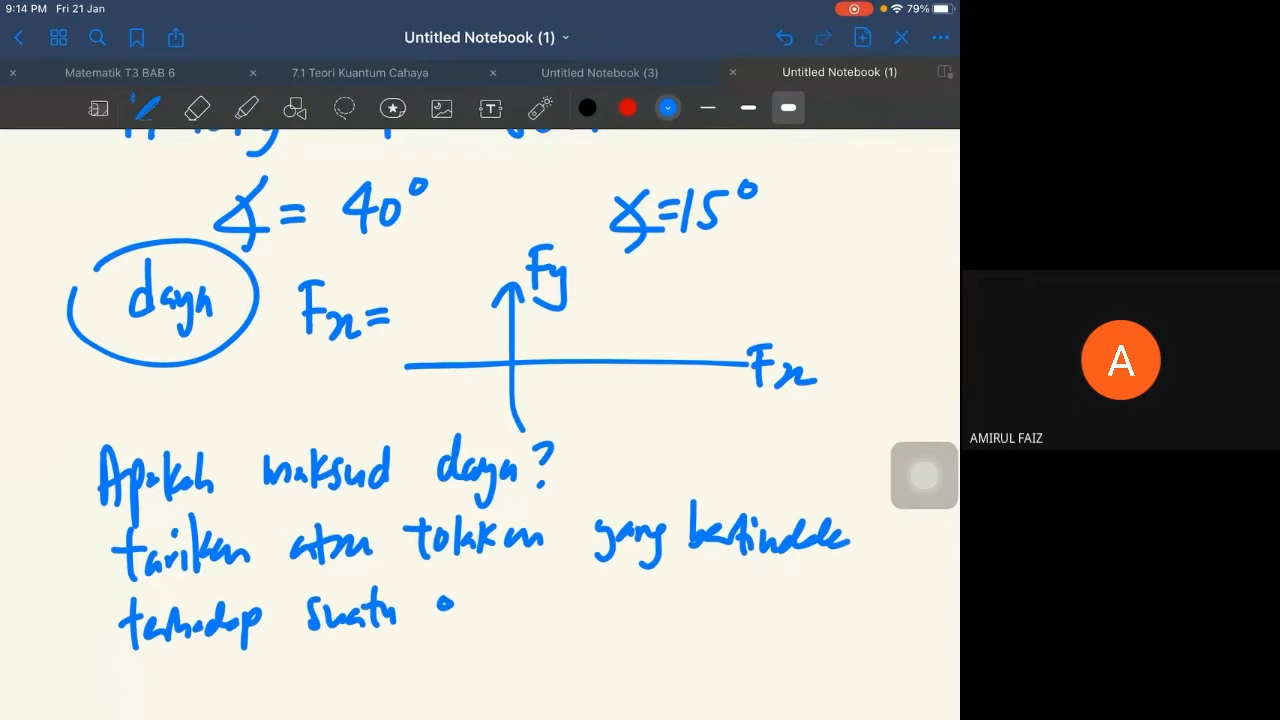 9:14 PM Fri 21 Jan
79%
Untitled Notebook (1)
Matematik T3 BAB 6
7.1 Teori Kuantum Cahaya
Untitled Notebook (3)
Untitled Notebook (1)
∡ = 40° ∡=15°
daya Fx= Fy
Fx
Apakah maksud daya?
tarikan atau tolakan yang bertindak
terhadap suatu o
A
AMIRUL FAIZ